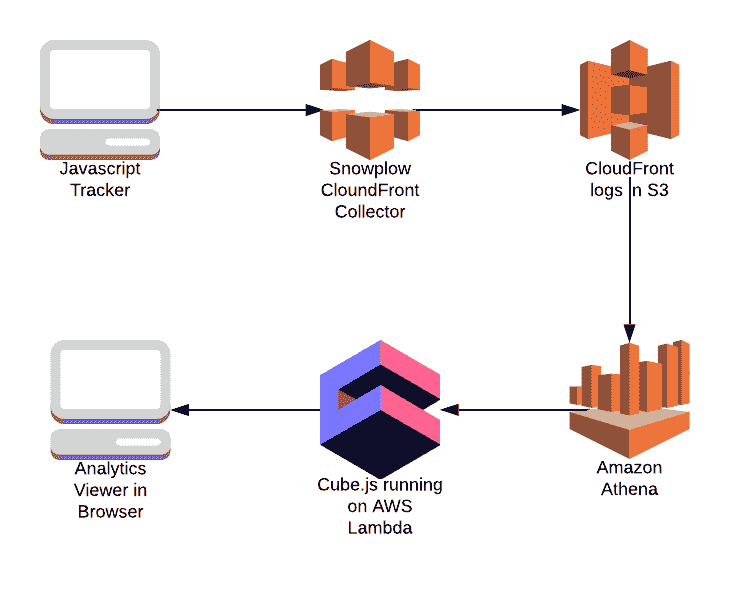 Javascript
Tracker
Snowplow
CloundFront
Collector
CloudFront
logs in S3
Analytics
Viewer in
Browser
Cube.js running
on AWS
Lambda
Amazon
Athena